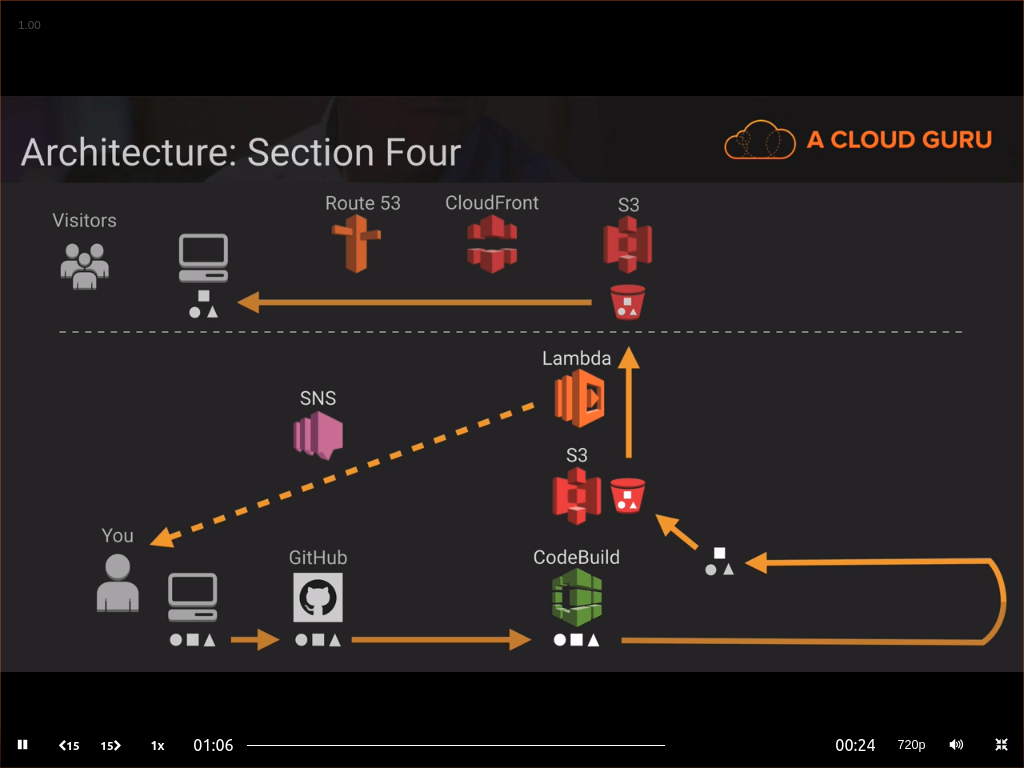 1.00
Architecture: Section Four
A CLOUD GURU
Visitors
Route 53
CloudFront
S3
Lambda
SNS
S3
You
GitHub
CodeBuild
15
15
1x
01:06
00:24
720p